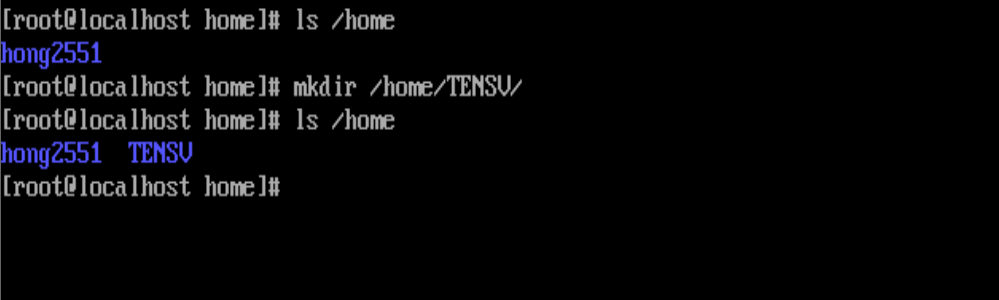 [root@localhost home]# ls /home
hong2551
[root@localhost home]# mkdir /home/TENSV/
[root@localhost home]# ls /home
hong2551  TENSV
[root@localhost home]#